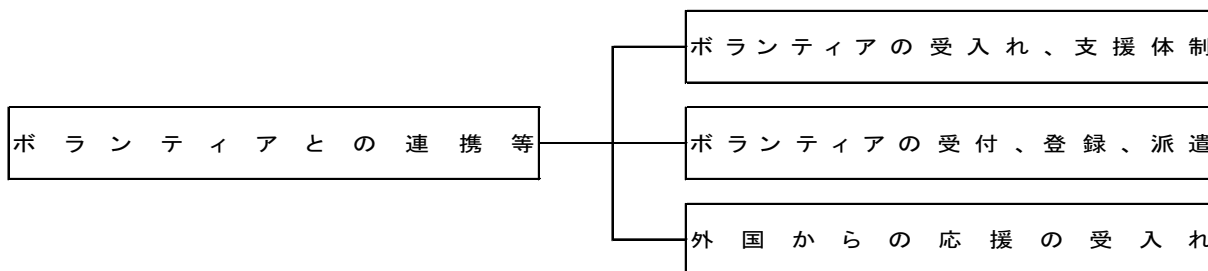 ボランティアの受入れ、支援体制
ボランティアとの連携等
ボランティアの受付、登録、派遣
外国からの応援の受入れ